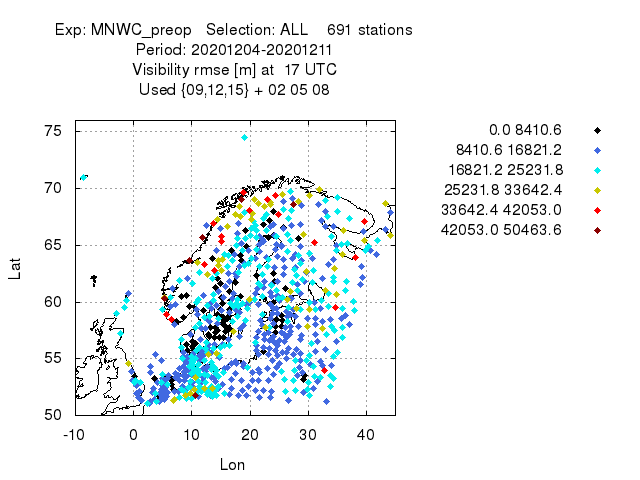 Exp: MNWC_preop   Selection: ALL    691 stations
Period: 20201204-20201211
Visibility rmse [m] at  17 UTC
Used {09,12,15} + 02 05 08
0.0 8410.6
8410.6 16821.2
16821.2 25231.8
25231.8 33642.4
33642.4 42053.0
42053.0 50463.6
75
70
65
60
55
50
Lat
-10 0 10 20 30 40
Lon